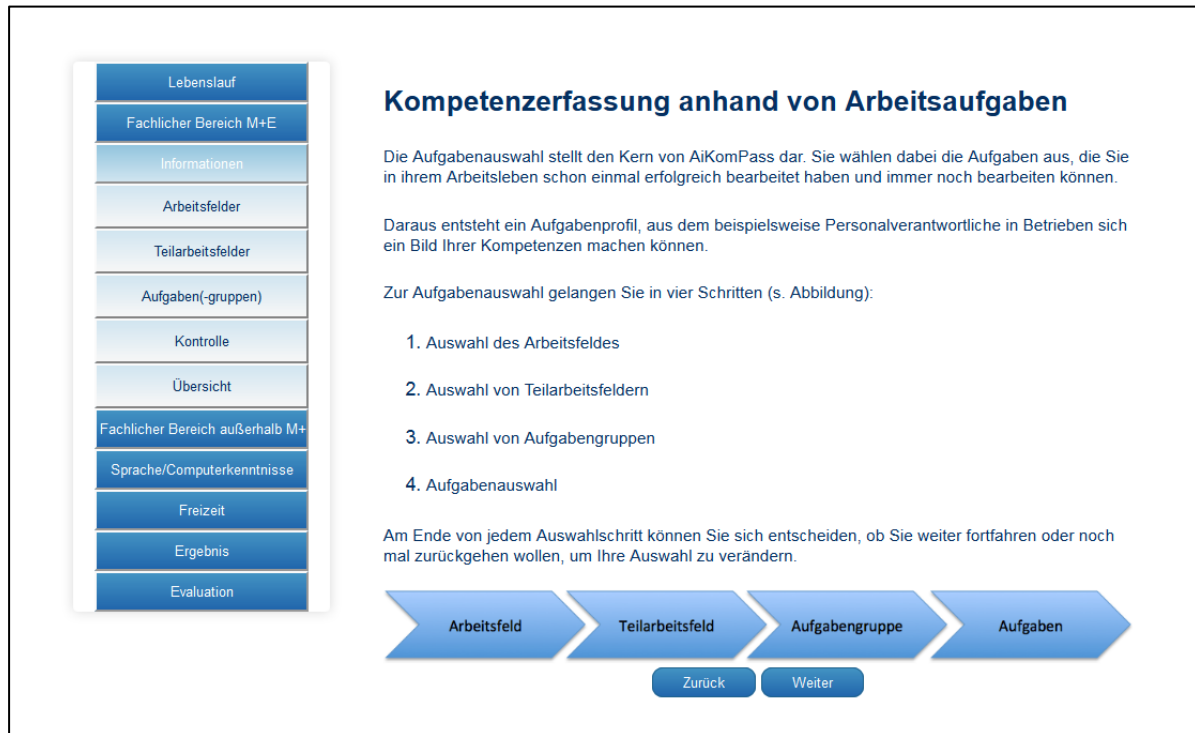 Lebenslauf
Fachlicher Bereich M+E
Informationen
Arbeitsfelder
Teilarbeitsfelder
Aufgaben(-gruppen)
Kontrolle
Übersicht
Fachlicher Bereich außerhalb M+
Sprache/Computerkenntnisse
Freizeit
Ergebnis
Evaluation
Kompetenzerfassung anhand von Arbeitsaufgaben
Die Aufgabenauswahl stellt den Kern von AiKomPass dar. Sie wählen dabei die Aufgaben aus, die Sie
in ihrem Arbeitsleben schon einmal erfolgreich bearbeitet haben und immer noch bearbeiten können.
Daraus entsteht ein Aufgabenprofil, aus dem beispielsweise Personalverantwortliche in Betrieben sich
ein Bild Ihrer Kompetenzen machen können.
Zur Aufgabenauswahl gelangen Sie in vier Schritten (s. Abbildung):
1. Auswahl des Arbeitsfeldes
2. Auswahl von Teilarbeitsfeldern
3. Auswahl von Aufgabengruppen
4. Aufgabenauswahl
Am Ende von jedem Auswahlschritt können Sie sich entscheiden, ob Sie weiter fortfahren oder noch
mal zurückgehen wollen, um Ihre Auswahl zu verändern.
Arbeitsfeld
Teilarbeitsfeld
Aufgabengruppe
Aufgaben
Zurück
Weiter